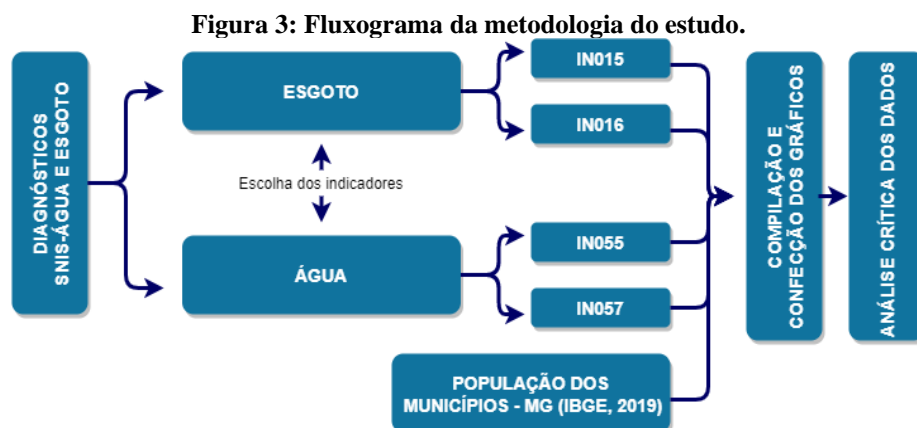 Figura 3: Fluxograma da metodologia do estudo.
DIAGNÓSTICOS
SNIS-ÁGUA E ESGOTO
ESGOTO
Escolha dos indicadores
ÁGUA
IN015
IN016
IN055
IN057
POPULAÇÃO DOS
MUNICÍPIOS - MG (IBGE, 2019)
COMPILAÇÃO E
CONFECÇÃO DOS GRÁFICOS
ANÁLISE CRÍTICA DOS DADOS